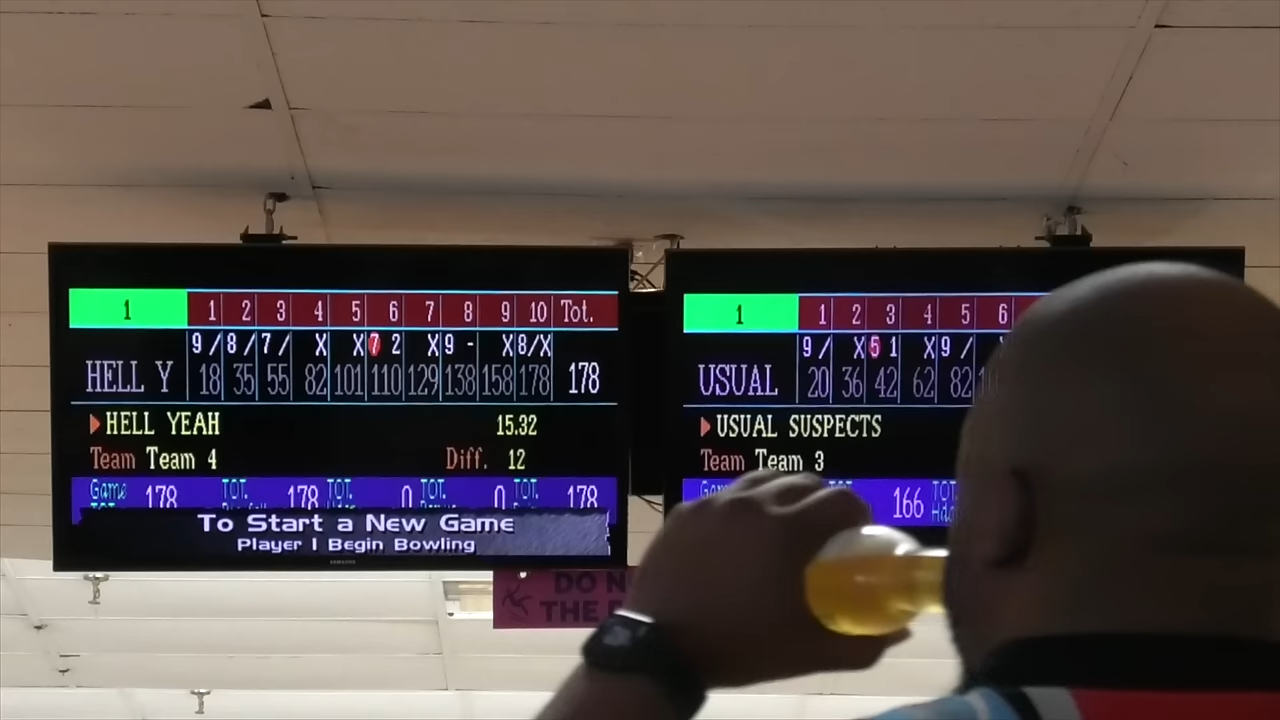 1 1 2 3 4 5 6 7 8 9 10 Tot.
9/ 8/ 7/ X X 7 2 X 9 - X 8/X
HELL Y 18 35 55 82 101 110 129 138 158 178 178
HELL YEAH 15.32
Team Team 4 Diff. 12
Game 178 TOT. 178 TOT. 0 TOT. 0 TOT. 178
To Start a New Game
Player 1 Begin Bowling
SAMSUNG
1 1 2 3 4 5 6
9/ X 5 1 X 9/
USUAL 20 36 42 62 82
USUAL SUSPECTS
Team Team 3
166 TOT.
DO N
THE